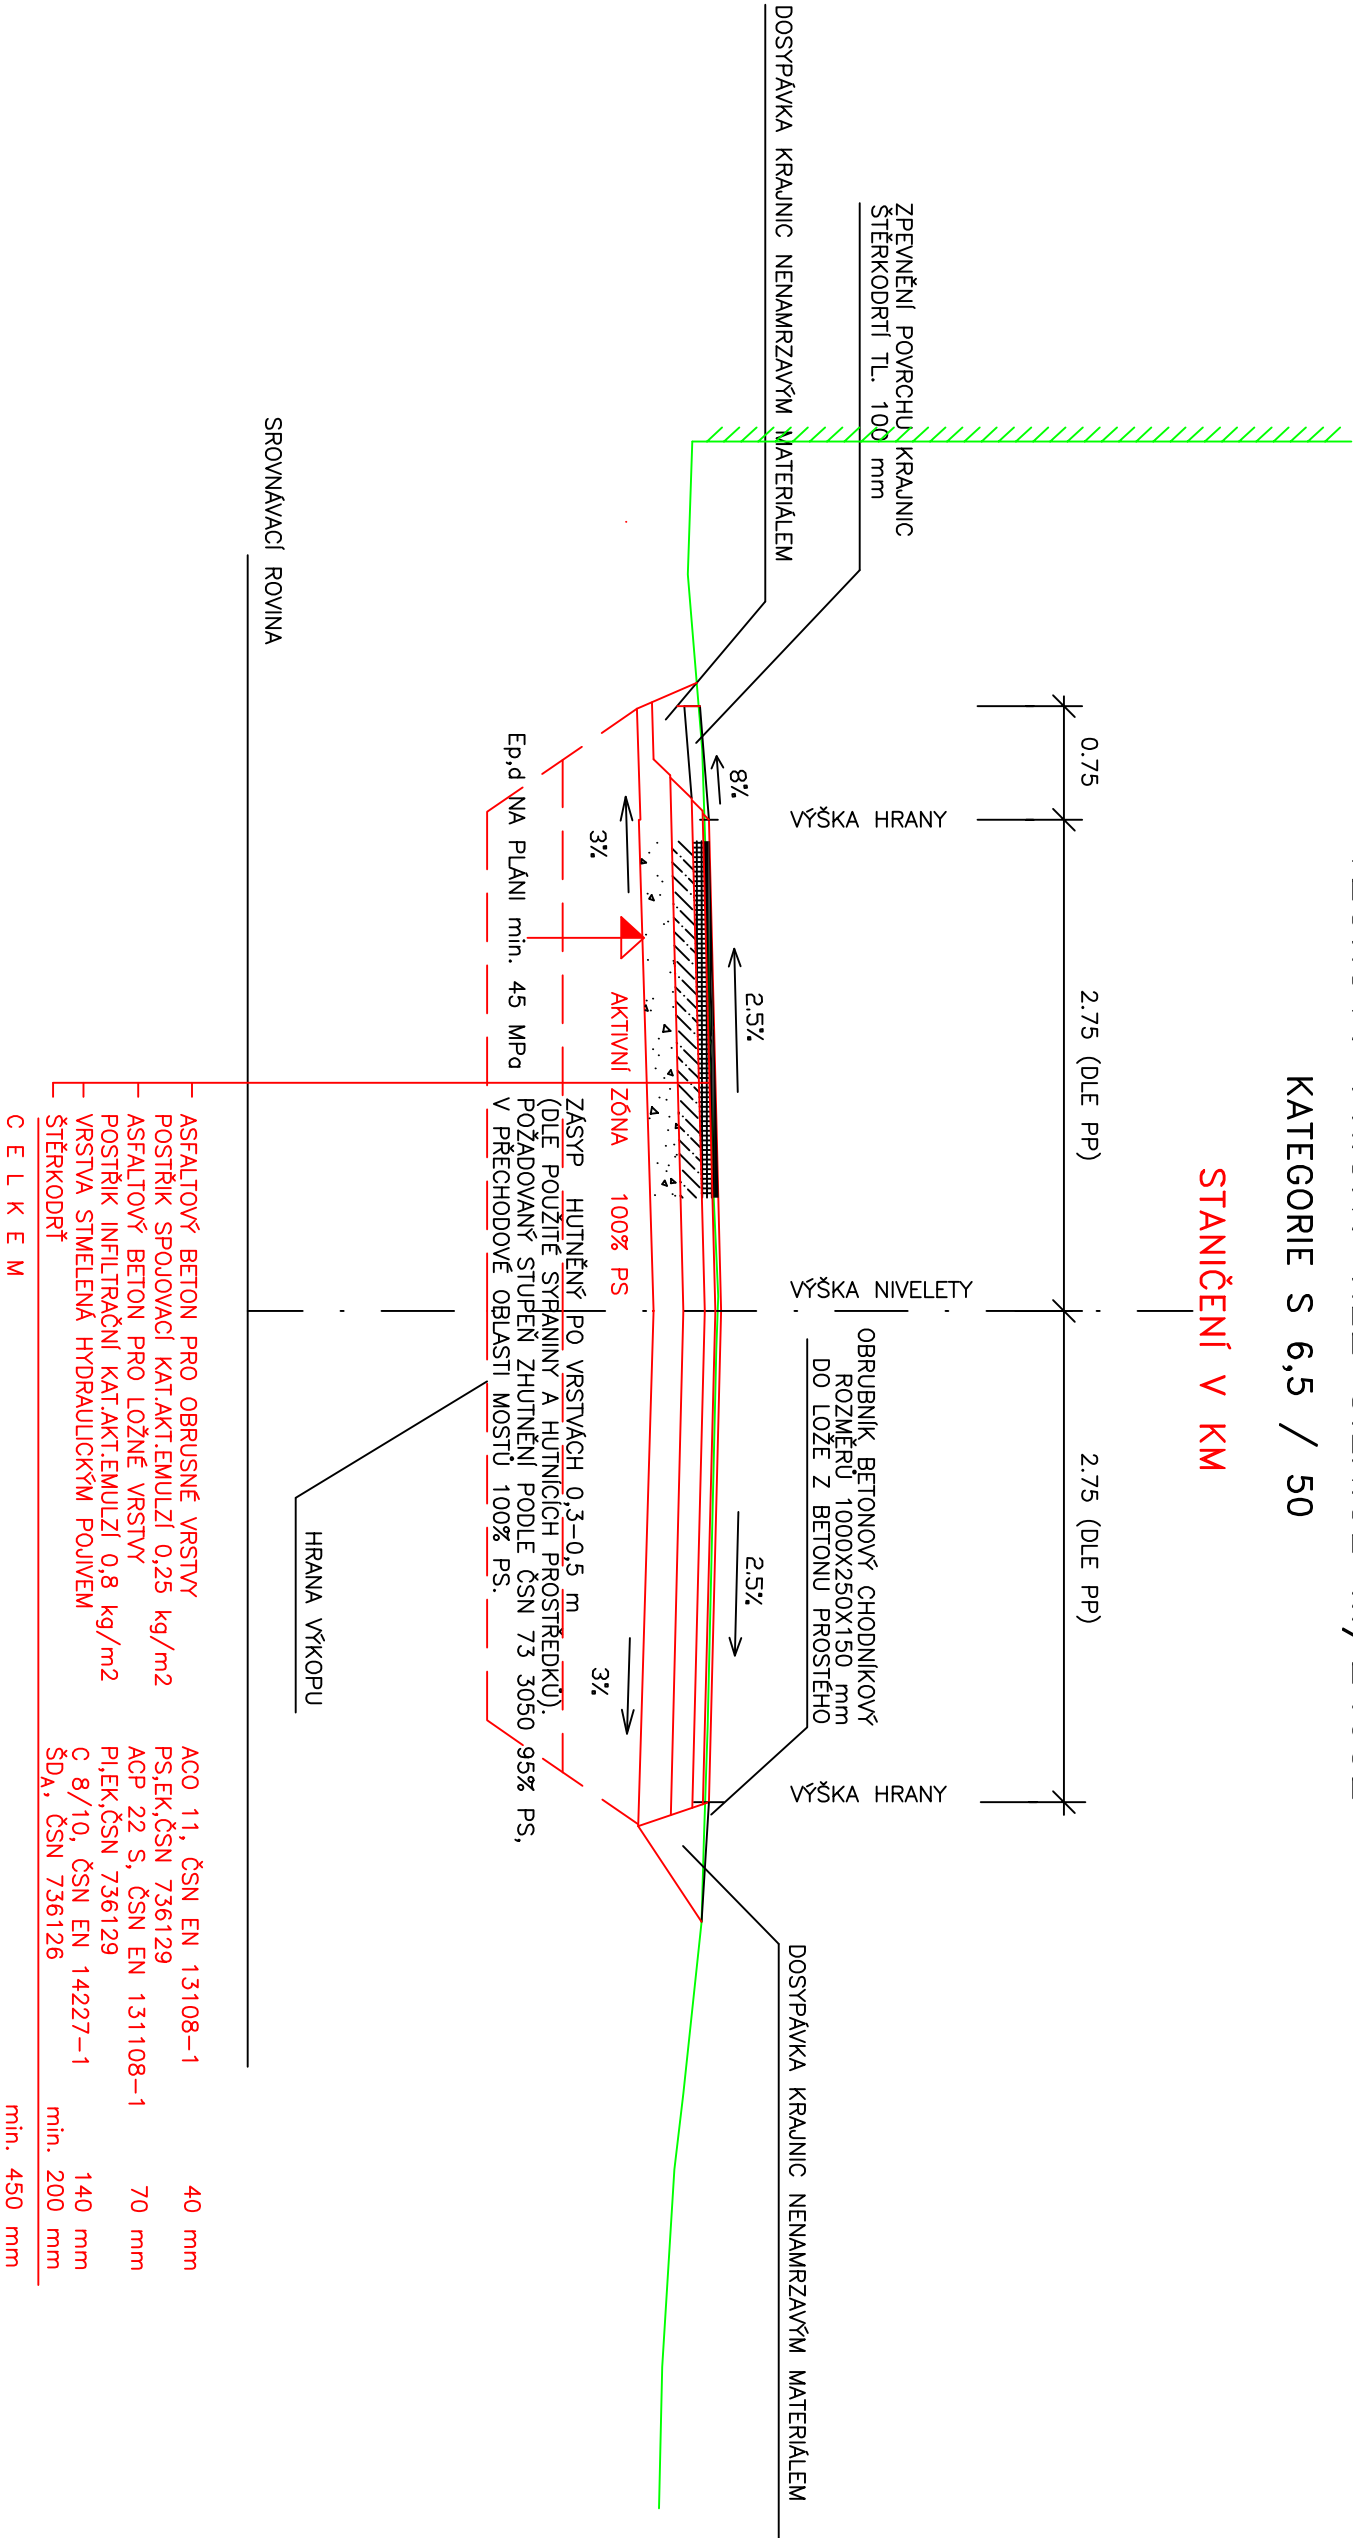 KATEGORIE S 6,5 / 50
STANIČENÍ V KM
0.75
2.75 (DLE PP)
2.75 (DLE PP)
ZPEVNĚNÍ POVRCHU KRAJNIC
ŠTĚRKODRTÍ TL. 100 mm
DOSYPÁVKA KRAJNIC NENAMRZAVÝM MATERIÁLEM
VÝŠKA HRANY
VÝŠKA NIVELETY
OBRUBNÍK BETONOVÝ CHODNÍKOVÝ
ROZMĚRŮ 1000X250X150 mm
DO LOŽE Z BETONU PROSTÉHO
VÝŠKA HRANY
DOSYPÁVKA KRAJNIC NENAMRZAVÝM MATERIÁLEM
8%
2.5%
2.5%
3%
3%
AKTIVNÍ ZÓNA 100% PS
Ep,d NA PLÁNI min. 45 MPa
ZÁSYP HUTNĚNÝ PO VRSTVÁCH 0,3-0,5 m
(DLE POUŽITÉ SYPANINY A HUTNÍCÍCH PROSTŘEDKŮ).
POŽADOVANÝ STUPEŇ ZHUTNĚNÍ PODLE ČSN 73 3050 95% PS,
V PŘECHODOVÉ OBLASTI MOSTŮ 100% PS.
HRANA VÝKOPU
SROVNÁVACÍ ROVINA
ASFALTOVÝ BETON PRO OBRUSNÉ VRSTVY ACO 11, ČSN EN 13108-1 40 mm
POSTŘIK SPOJOVACÍ KAT.AKT.EMULZÍ 0,25 kg/m2 PS,EK,ČSN 736129
ASFALTOVÝ BETON PRO LOŽNÉ VRSTVY ACP 22 S, ČSN EN 131108-1 70 mm
POSTŘIK INFILTRAČNÍ KAT.AKT.EMULZÍ 0,8 kg/m2 PI,EK,ČSN 736129
VRSTVA STMELENÁ HYDRAULICKÝM POJIVEM C 8/10, ČSN EN 14227-1 140 mm
ŠTĚRKODRŤ ŠDA, ČSN 736126 min. 200 mm
C E L K E M min. 450 mm